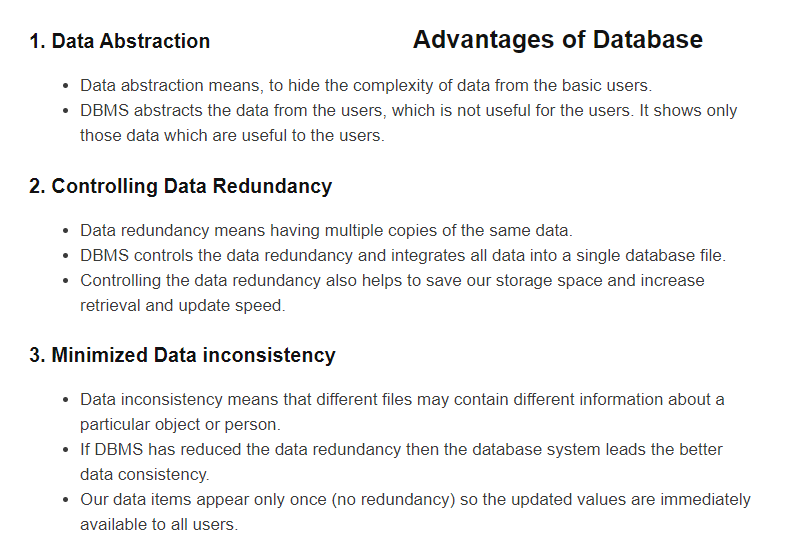 Advantages of Database
1. Data Abstraction
• Data abstraction means, to hide the complexity of data from the basic users.
• DBMS abstracts the data from the users, which is not useful for the users. It shows only
those data which are useful to the users.
2. Controlling Data Redundancy
• Data redundancy means having multiple copies of the same data.
• DBMS controls the data redundancy and integrates all data into a single database file.
• Controlling the data redundancy also helps to save our storage space and increase
retrieval and update speed.
3. Minimized Data inconsistency
• Data inconsistency means that different files may contain different information about a
particular object or person.
• If DBMS has reduced the data redundancy then the database system leads the better
data consistency.
• Our data items appear only once (no redundancy) so the updated values are immediately
available to all users.